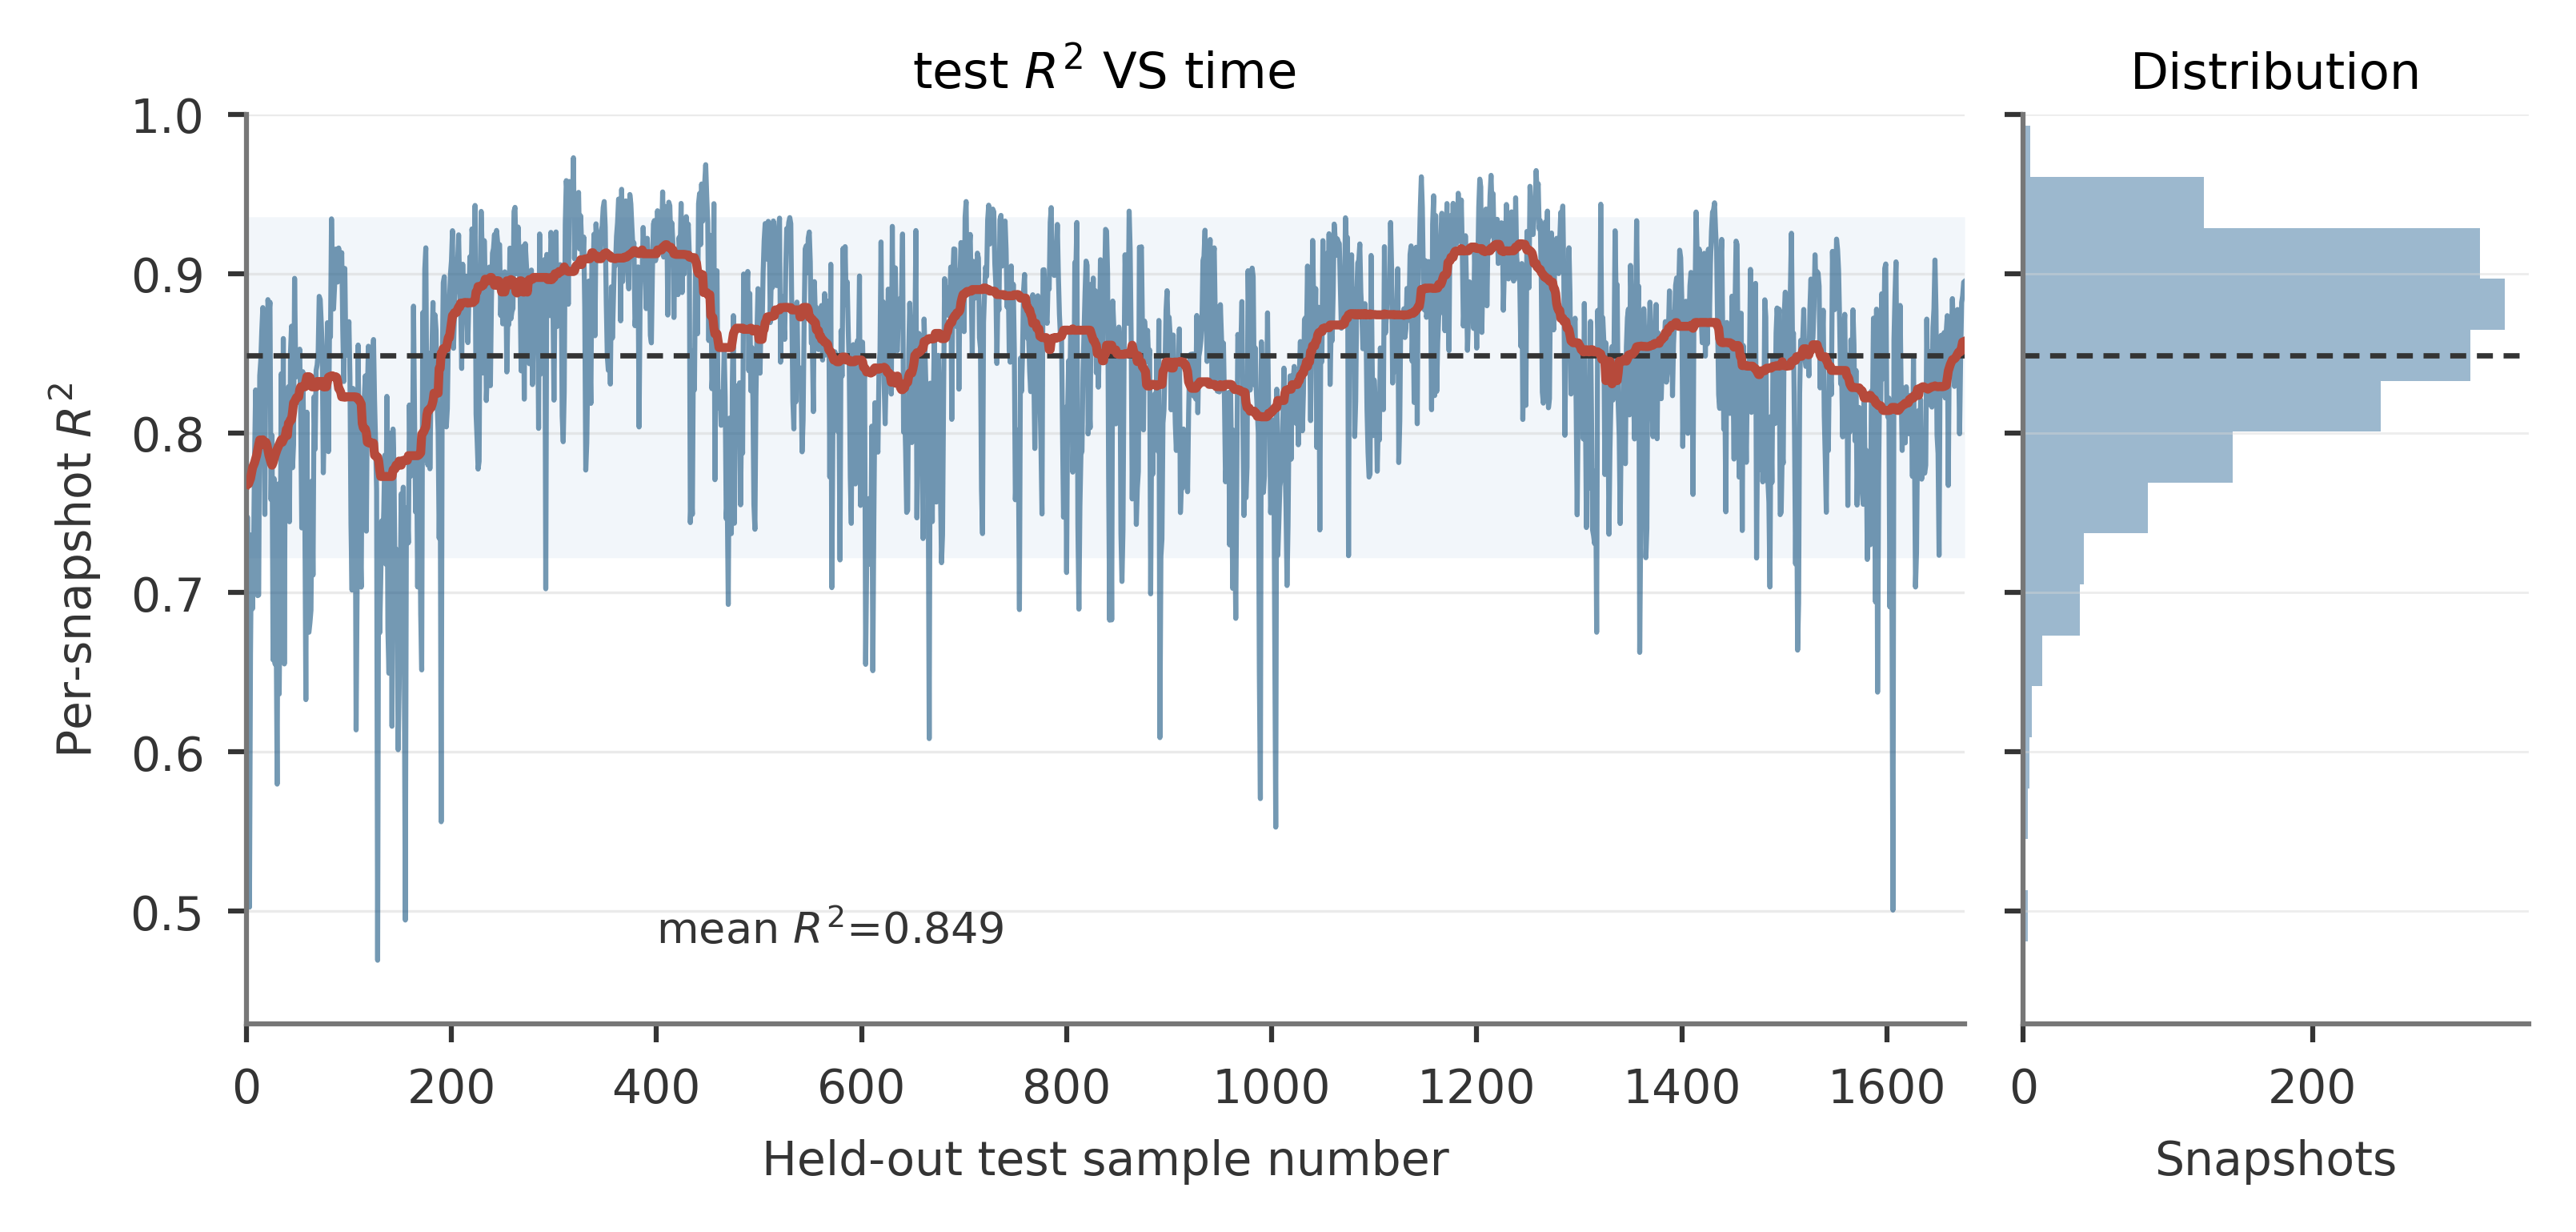 test R² VS time
Distribution
Per-snapshot R²
1.0
0.9
0.8
0.7
0.6
0.5
mean R²=0.849
0 200 400 600 800 1000 1200 1400 1600
0 200
Held-out test sample number
Snapshots